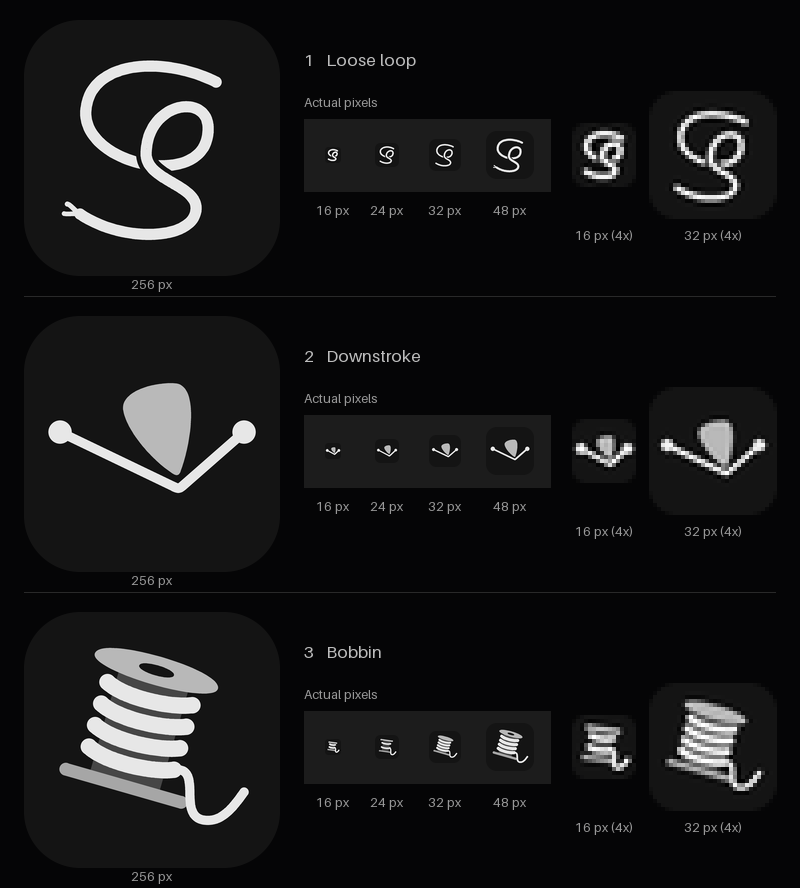 1 Loose loop
Actual pixels
16 px 24 px 32 px 48 px
16 px (4x) 32 px (4x)
256 px
2 Downstroke
Actual pixels
16 px 24 px 32 px 48 px
16 px (4x) 32 px (4x)
256 px
3 Bobbin
Actual pixels
16 px 24 px 32 px 48 px
16 px (4x) 32 px (4x)
256 px